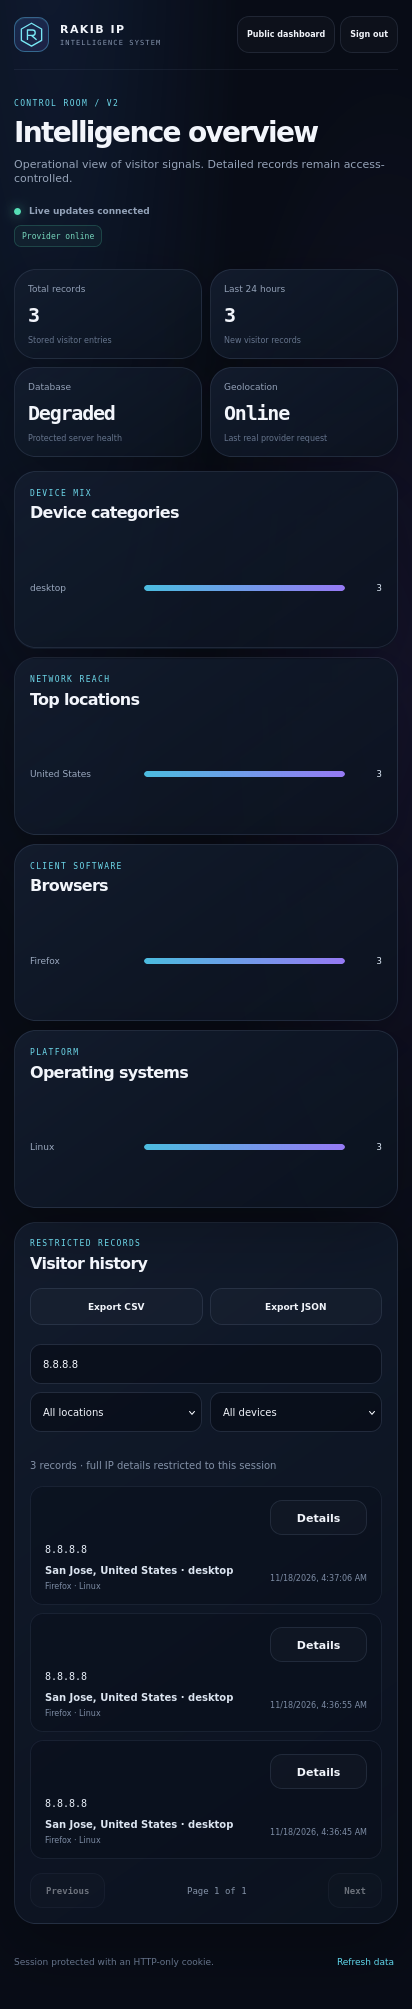 RAKIB IP
INTELLIGENCE SYSTEM
Public dashboard
Sign out
CONTROL ROOM / V2
Intelligence overview
Operational view of visitor signals. Detailed records remain access-
controlled.
Live updates connected
Provider online
Total records
3
Stored visitor entries
Last 24 hours
3
New visitor records
Database
Degraded
Protected server health
Geolocation
Online
Last real provider request
DEVICE MIX
Device categories
desktop 3
NETWORK REACH
Top locations
United States 3
CLIENT SOFTWARE
Browsers
Firefox 3
PLATFORM
Operating systems
Linux 3
RESTRICTED RECORDS
Visitor history
Export CSV
Export JSON
8.8.8.8
All locations
All devices
3 records · full IP details restricted to this session
Details
8.8.8.8
San Jose, United States • desktop
Firefox · Linux
11/18/2026, 4:37:06 AM
Details
8.8.8.8
San Jose, United States • desktop
Firefox · Linux
11/18/2026, 4:36:55 AM
Details
8.8.8.8
San Jose, United States • desktop
Firefox · Linux
11/18/2026, 4:36:45 AM
Previous
Page 1 of 1
Next
Session protected with an HTTP-only cookie.
Refresh data